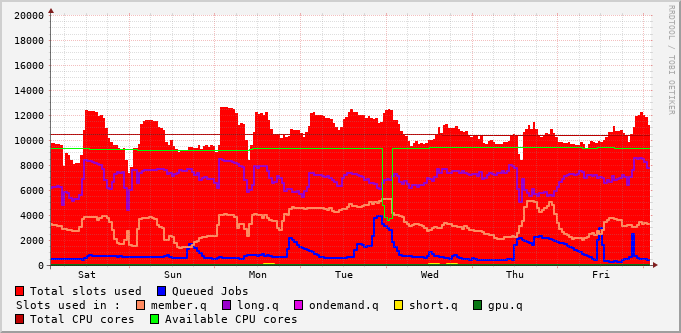 RRDTOOL / TOBI OETIKER
20000
18000
16000
14000
12000
10000
8000
6000
4000
2000
0
Sat Sun Mon Tue Wed Thu Fri
Total slots used Queued Jobs
Slots used in : member.q long.q ondemand.q short.q gpu.q
Total CPU cores Available CPU cores